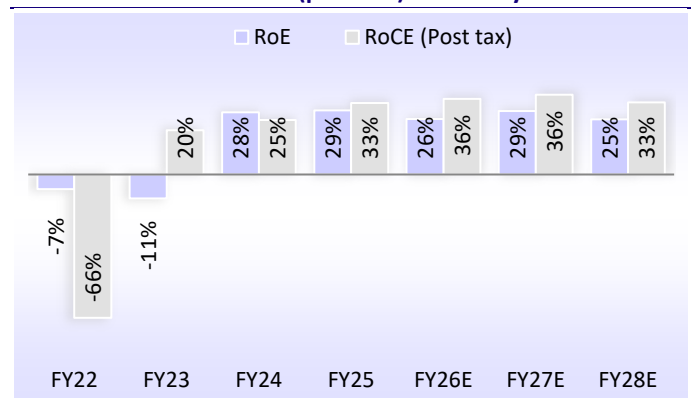 RoE RoCE (Post tax)
-7% -66% -11% 20% 28% 25% 29% 33% 26% 36% 29% 36% 25% 33%
FY22 FY23 FY24 FY25 FY26E FY27E FY28E